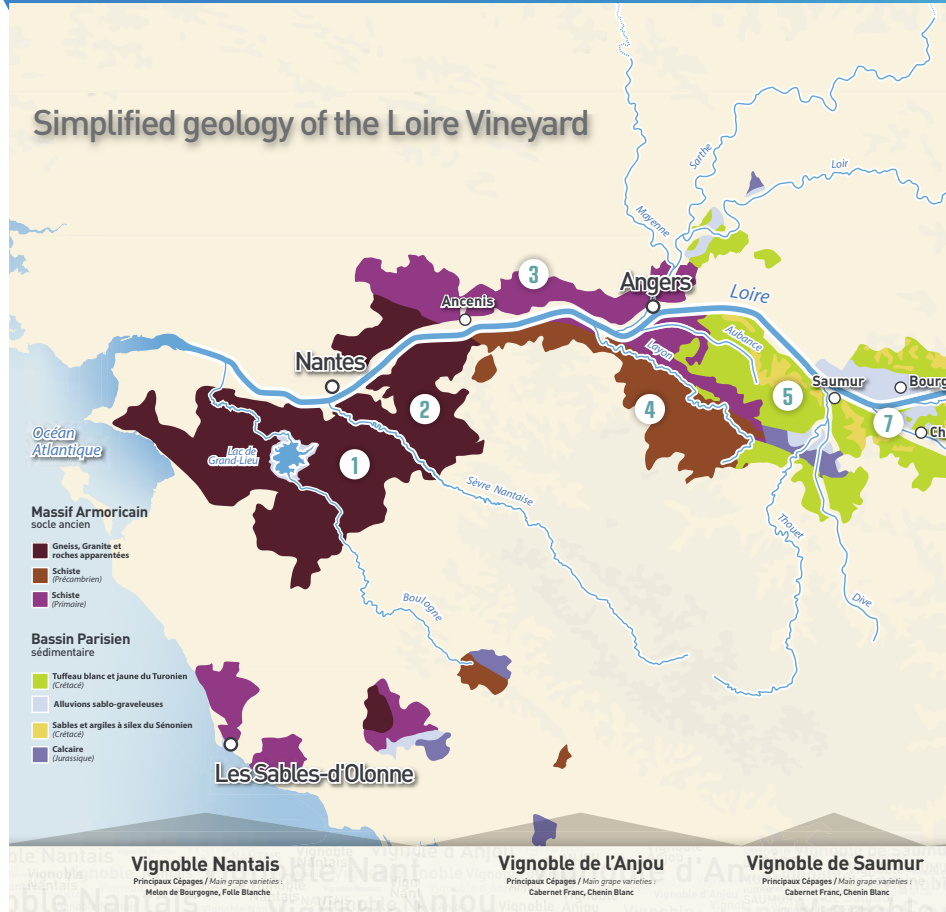 Simplified geology of the Loire Vineyard
Sarthe
Loir
Mayenne
3
Angers
Ancenis
Loire
Nantes
Layon
Aubance
Saumur
Bourg
2
4
5
7
Ch
Océan
Atlantique
Lac de
Grand-Lieu
1
Sèvre Nantaise
Thouet
Dive
Boulogne
Massif Armoricain
socle ancien
Gneiss, Granite et
roches apparentées
Schiste
(Précambrien)
Schiste
(Primaire)
Bassin Parisien
sédimentaire
Tuffeau blanc et jaune du Turonien
(Crétacé)
Alluvions sablo-graveleuses
Sables et argiles à silex du Sénonien
(Crétacé)
Calcaire
(Jurassique)
Les Sables-d'Olonne
Vignoble Nantais
Principaux Cépages / Main grape varieties :
Melon de Bourgogne, Folle Blanche
Vignoble de l'Anjou
Principaux Cépages / Main grape varieties :
Cabernet Franc, Chenin Blanc
Vignoble de Saumur
Principaux Cépages / Main grape varieties :
Cabernet Franc, Chenin Blanc